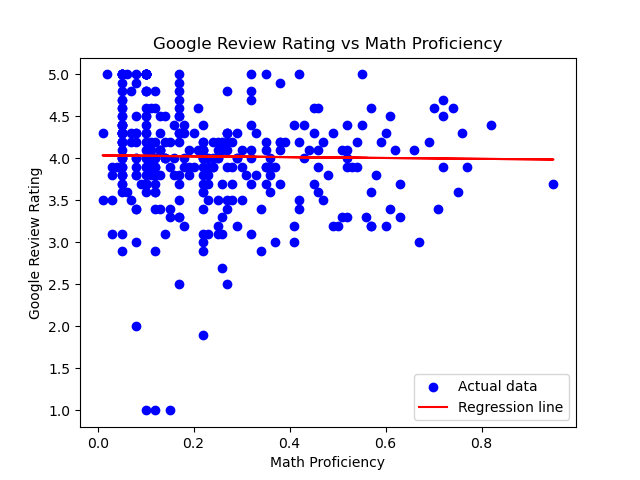 Google Review Rating vs Math Proficiency
5.0
4.5
4.0
3.5
3.0
2.5
2.0
1.5
1.0
Google Review Rating
Actual data
Regression line
0.0 0.2 0.4 0.6 0.8
Math Proficiency